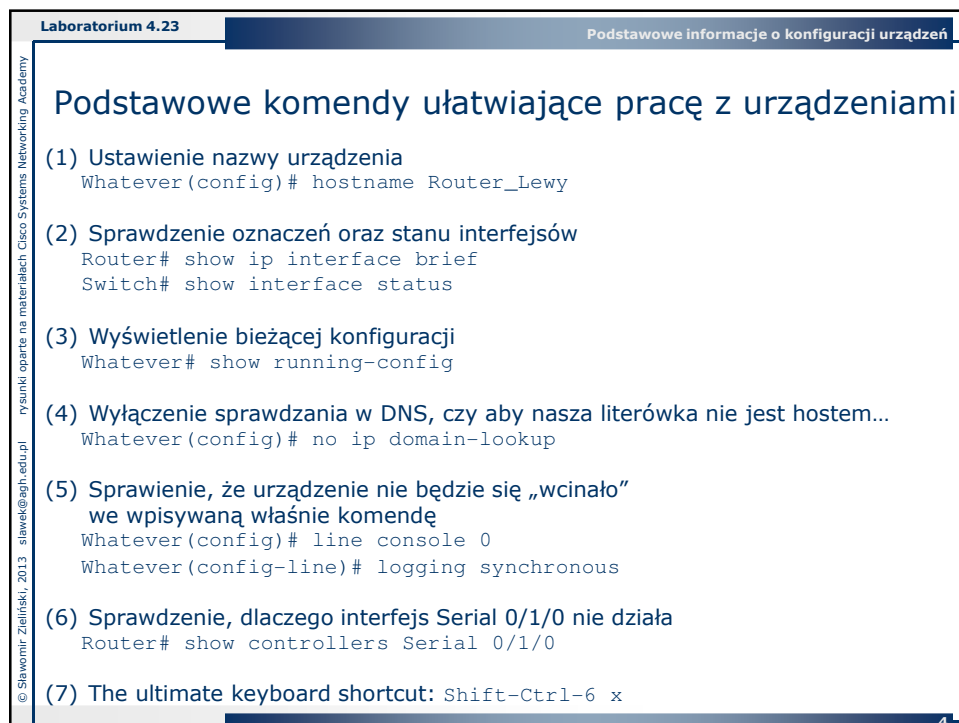 Laboratorium 4.23
Podstawowe informacje o konfiguracji urządzeń
Podstawowe komendy ułatwiające pracę z urządzeniami
(1) Ustawienie nazwy urządzenia
Whatever(config)# hostname Router_Lewy
(2) Sprawdzenie oznaczeń oraz stanu interfejsów
Router# show ip interface brief
Switch# show interface status
(3) Wyświetlenie bieżącej konfiguracji
Whatever# show running-config
(4) Wyłączenie sprawdzania w DNS, czy aby nasza literówka nie jest hostem…
Whatever(config)# no ip domain-lookup
(5) Sprawienie, że urządzenie nie będzie się „wcinało”
we wpisywaną właśnie komendę
Whatever(config)# line console 0
Whatever(config-line)# logging synchronous
(6) Sprawdzenie, dlaczego interfejs Serial 0/1/0 nie działa
Router# show controllers Serial 0/1/0
(7) The ultimate keyboard shortcut: Shift-Ctrl-6 x
© Sławomir Zieliński, 2013 slawek@agh.edu.pl rysunki oparte na materiałach Cisco Systems Networking Academy
4